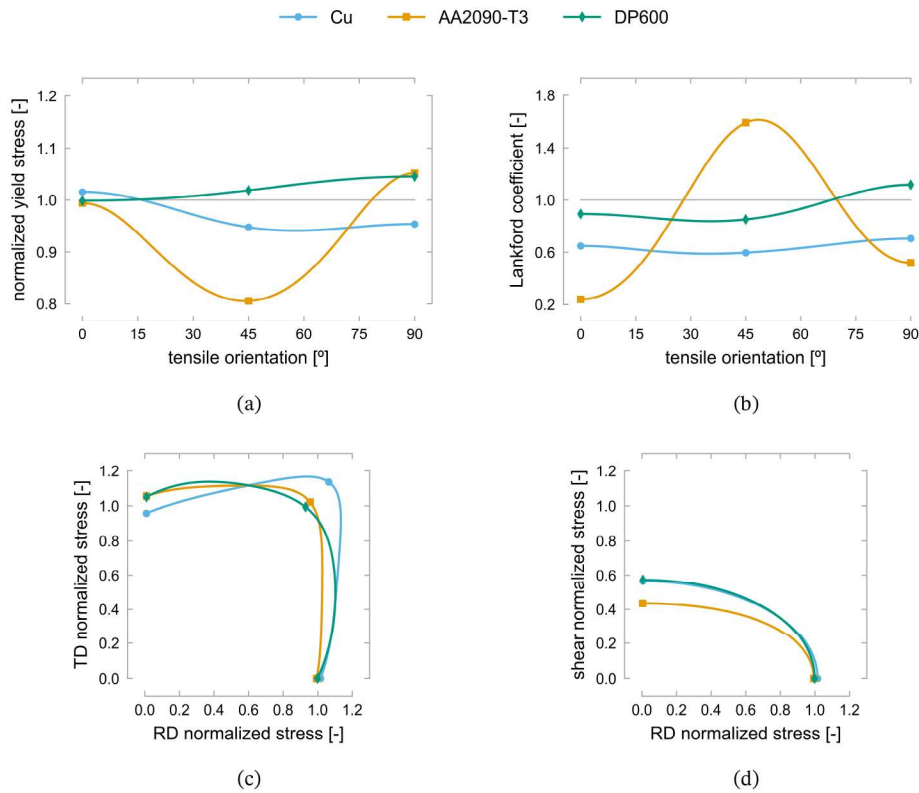 Cu AA2090-T3 DP600
normalized yield stress [-]
1.2
1.1
1.0
0.9
0.8
0 15 30 45 60 75 90
tensile orientation [º]
(a)
Lankford coefficient [-]
1.8
1.4
1.0
0.6
0.2
0 15 30 45 60 75 90
tensile orientation [º]
(b)
TD normalized stress [-]
1.2
1.0
0.8
0.6
0.4
0.2
0.0
0.0 0.2 0.4 0.6 0.8 1.0 1.2
RD normalized stress [-]
(c)
shear normalized stress [-]
1.2
1.0
0.8
0.6
0.4
0.2
0.0
0.0 0.2 0.4 0.6 0.8 1.0 1.2
RD normalized stress [-]
(d)